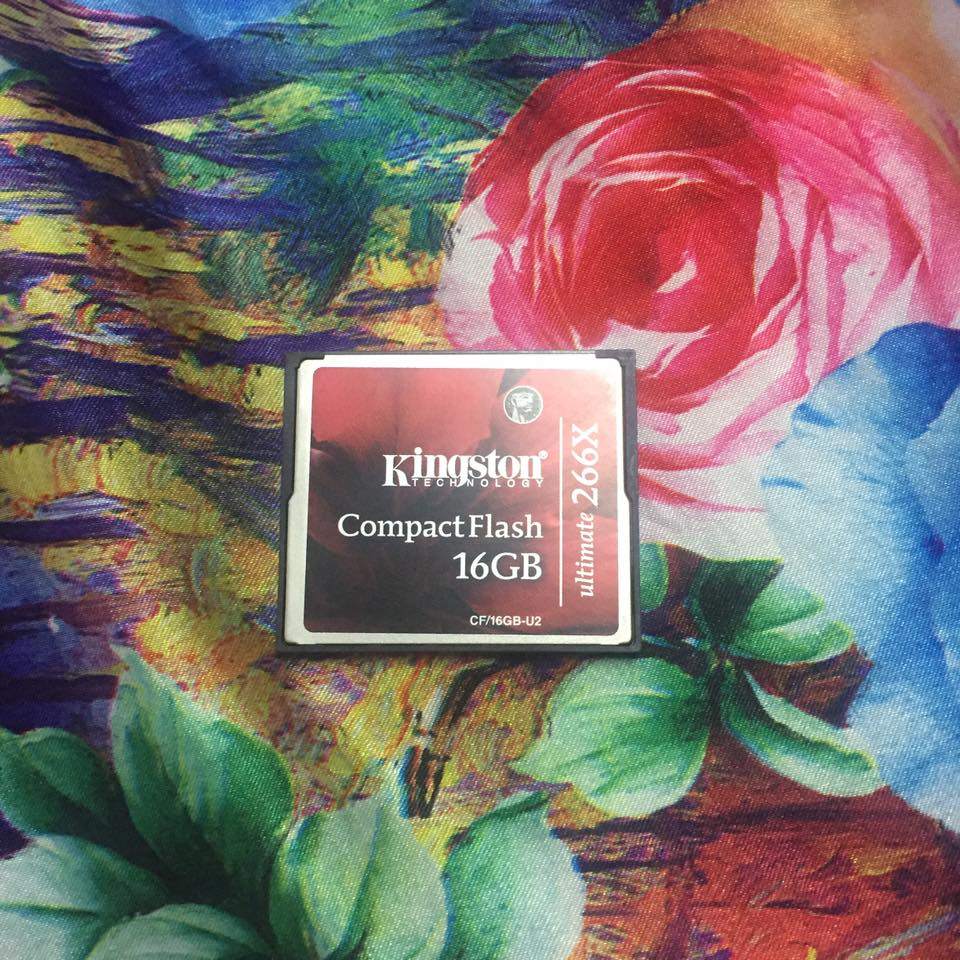 Kingston®
TECHNOLOGY
CompactFlash
16GB
CF/16GB-U2
ultimate 266X